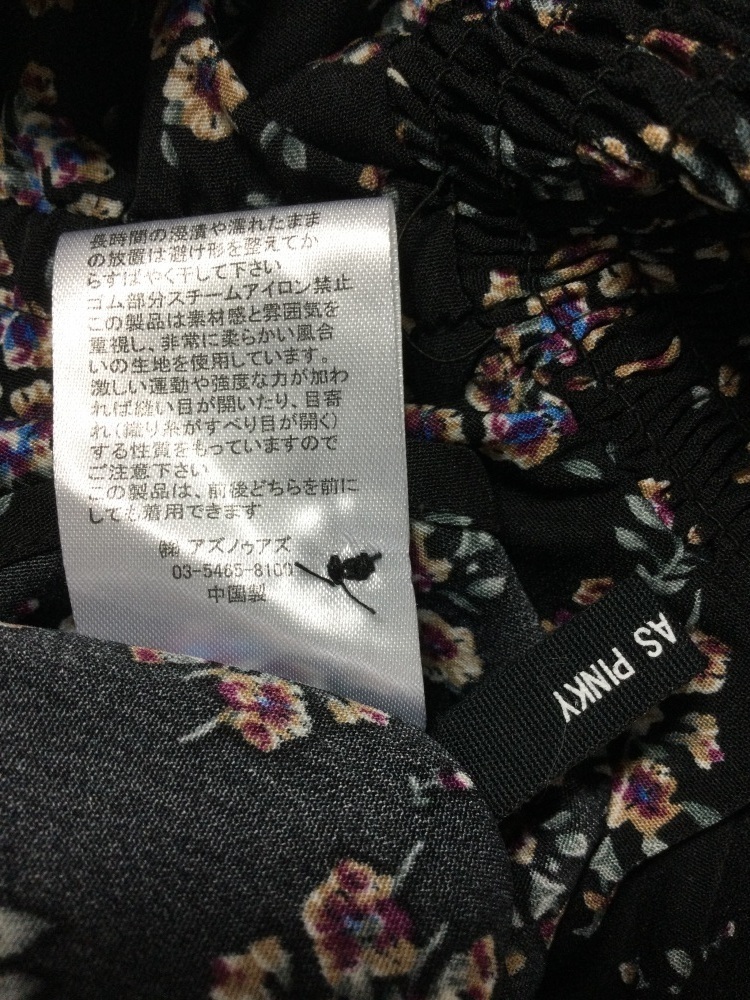 長時間の浸漬や濡れたまま
の放置は避け形を整えてか
らすばやく干して下さい
ゴム部分スチームアイロン禁止
この製品は素材感と雰囲気を
重視し、非常に柔らかい風合
いの生地を使用しています。
激しい運動や強度な力が加わ
れば縫い目が開いたり、目寄
れ(織り糸がすべり目が開く)
する性質をもっていますので
ご注意下さい
この製品は、前後どちらを前に
しても着用できます
㈱アズノゥアズ
03-5465-8100
中国製
AS PINKY